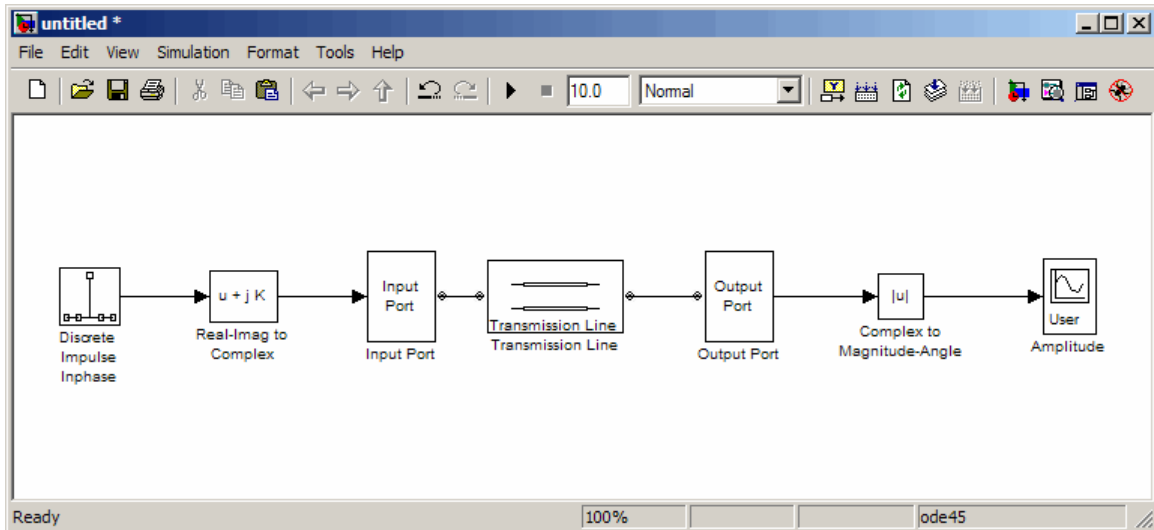 untitled *
File Edit View Simulation Format Tools Help
10.0 Normal
u + j K
Input
Port
Transmission Line
Output
Port
|u|
User
Discrete
Impulse
Inphase
Real-Imag to
Complex
Input Port
Transmission Line
Output Port
Complex to
Magnitude-Angle
Amplitude
Ready 100% ode45